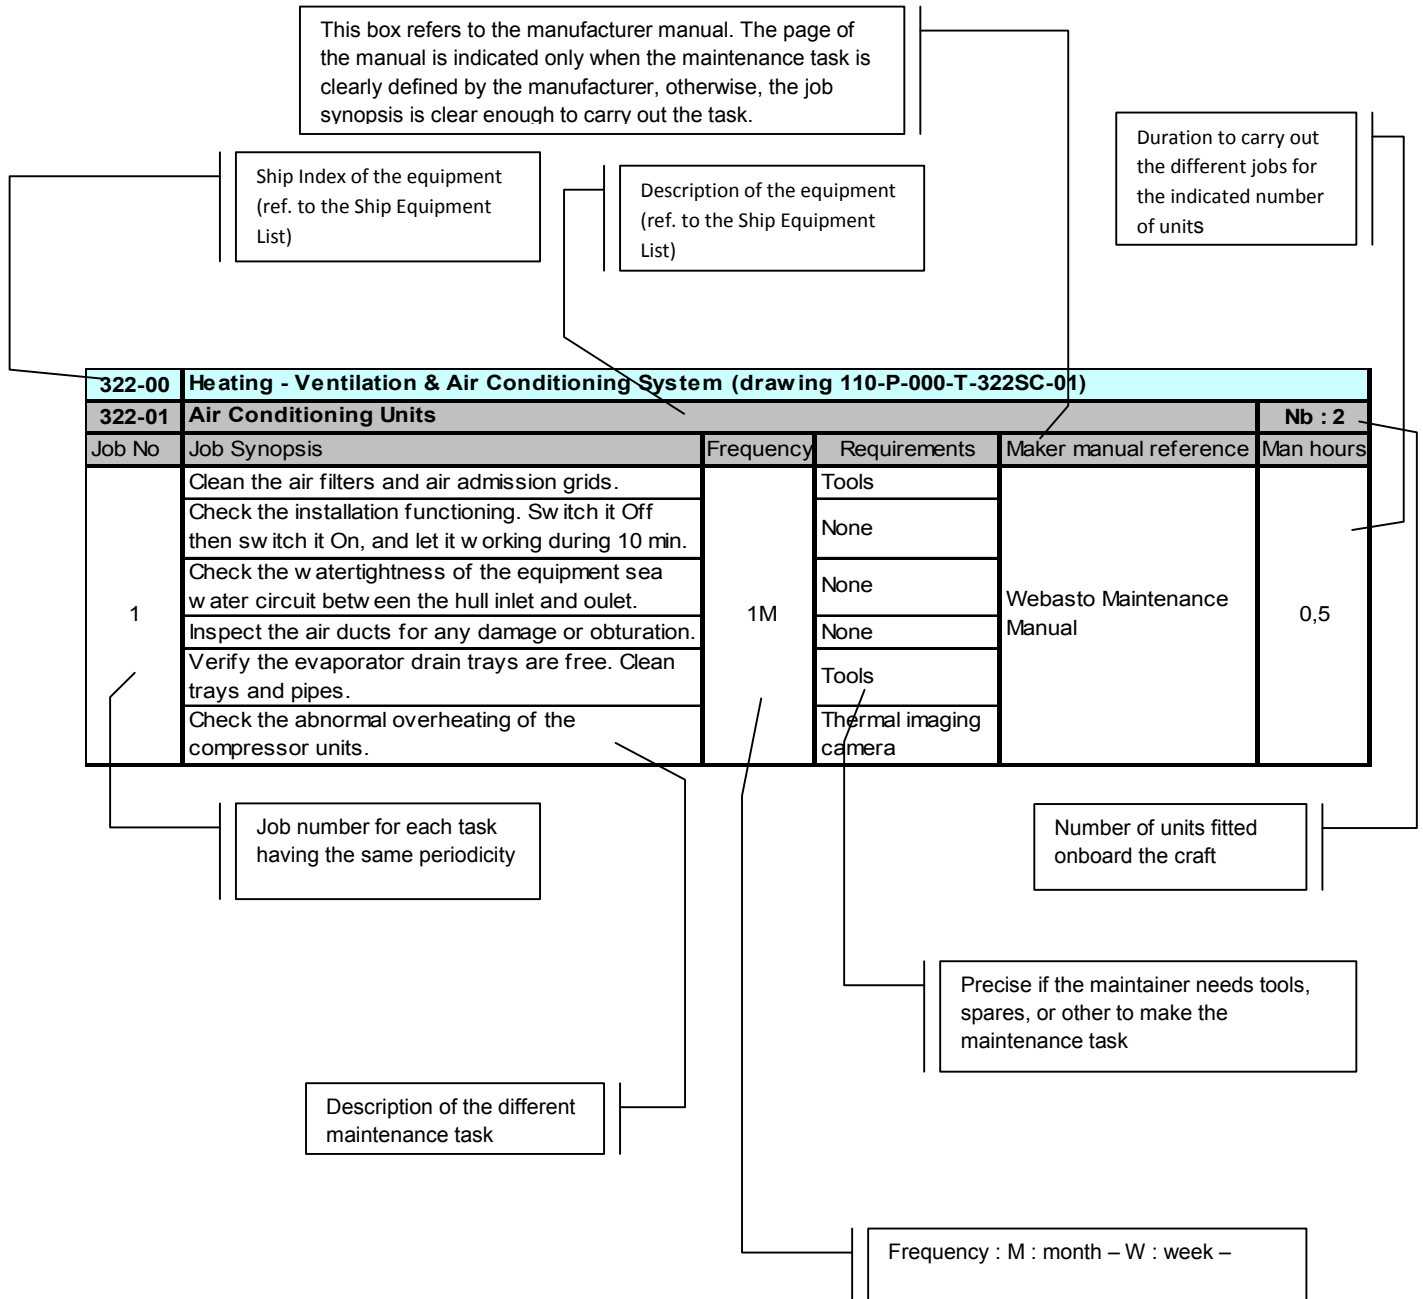 This box refers to the manufacturer manual. The page of
the manual is indicated only when the maintenance task is
clearly defined by the manufacturer, otherwise, the job
synopsis is clear enough to carry out the task.
Duration to carry out
the different jobs for
the indicated number
of units
Ship Index of the equipment
(ref. to the Ship Equipment
List)
Description of the equipment
(ref. to the Ship Equipment
List)
322-00 Heating - Ventilation & Air Conditioning System (drawing 110-P-000-T-322SC-01)
322-01 Air Conditioning Units Nb : 2
Job No Job Synopsis Frequency Requirements Maker manual reference Man hours
1
Clean the air filters and air admission grids. Tools
Check the installation functioning. Switch it Off
then switch it On, and let it working during 10 min.
None
Check the watertightness of the equipment sea
water circuit between the hull inlet and oulet.
None
Inspect the air ducts for any damage or obturation. None
Verify the evaporator drain trays are free. Clean
trays and pipes.
Tools
Check the abnormal overheating of the
compressor units.
Thermal imaging
camera
1M
Webasto Maintenance
Manual
0,5
Job number for each task
having the same periodicity
Number of units fitted
onboard the craft
Precise if the maintainer needs tools,
spares, or other to make the
maintenance task
Description of the different
maintenance task
Frequency : M : month – W : week –